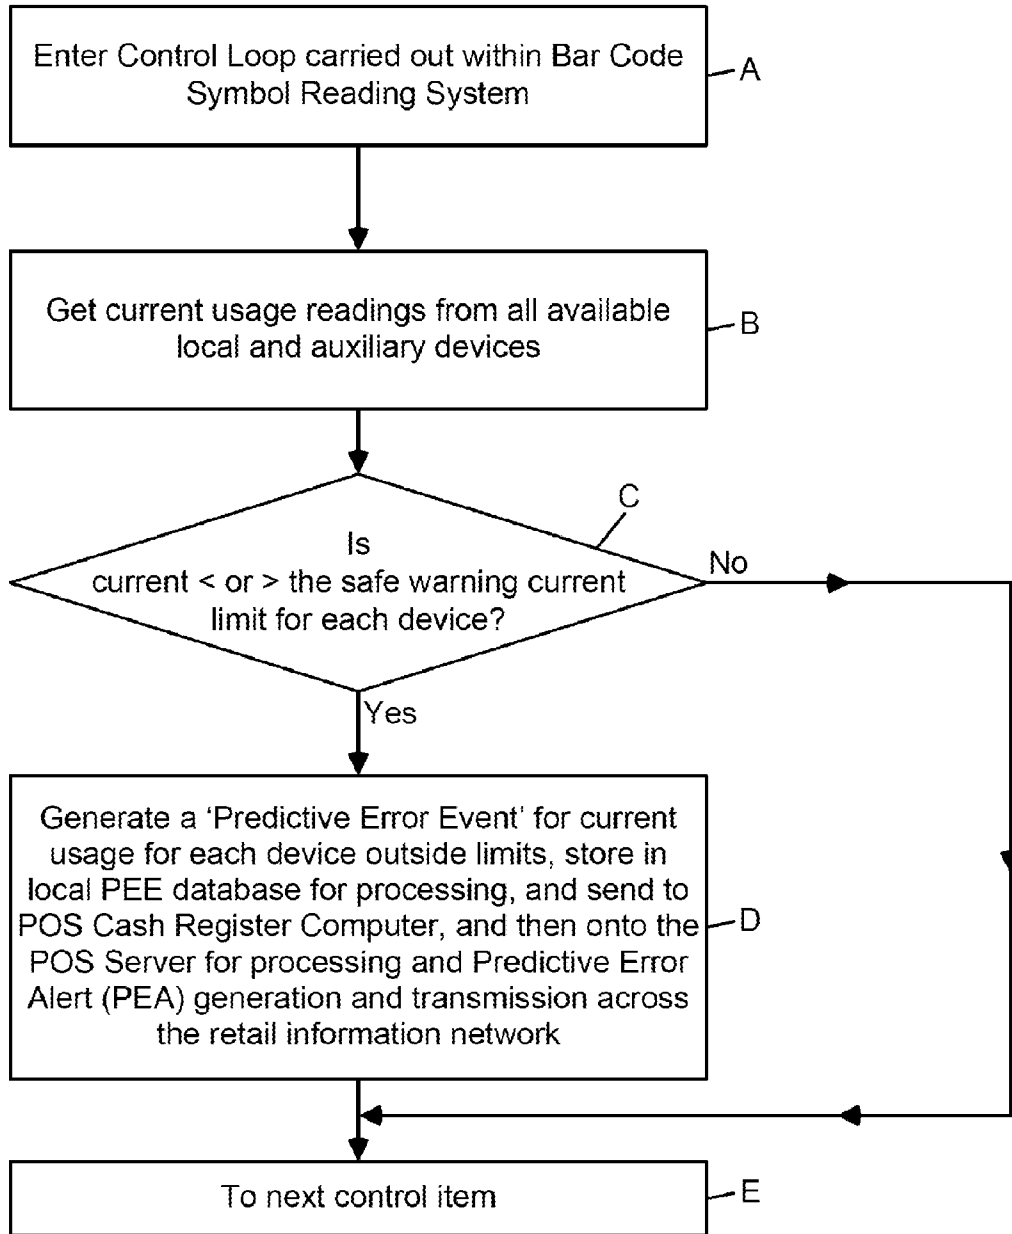 Enter Control Loop carried out within Bar Code
Symbol Reading System
A
Get current usage readings from all available
local and auxiliary devices
B
C
Is
current < or > the safe warning current
limit for each device?
No
Yes
Generate a ‘Predictive Error Event’ for current
usage for each device outside limits, store in
local PEE database for processing, and send to
POS Cash Register Computer, and then onto the
POS Server for processing and Predictive Error
Alert (PEA) generation and transmission across
the retail information network
D
To next control item
E